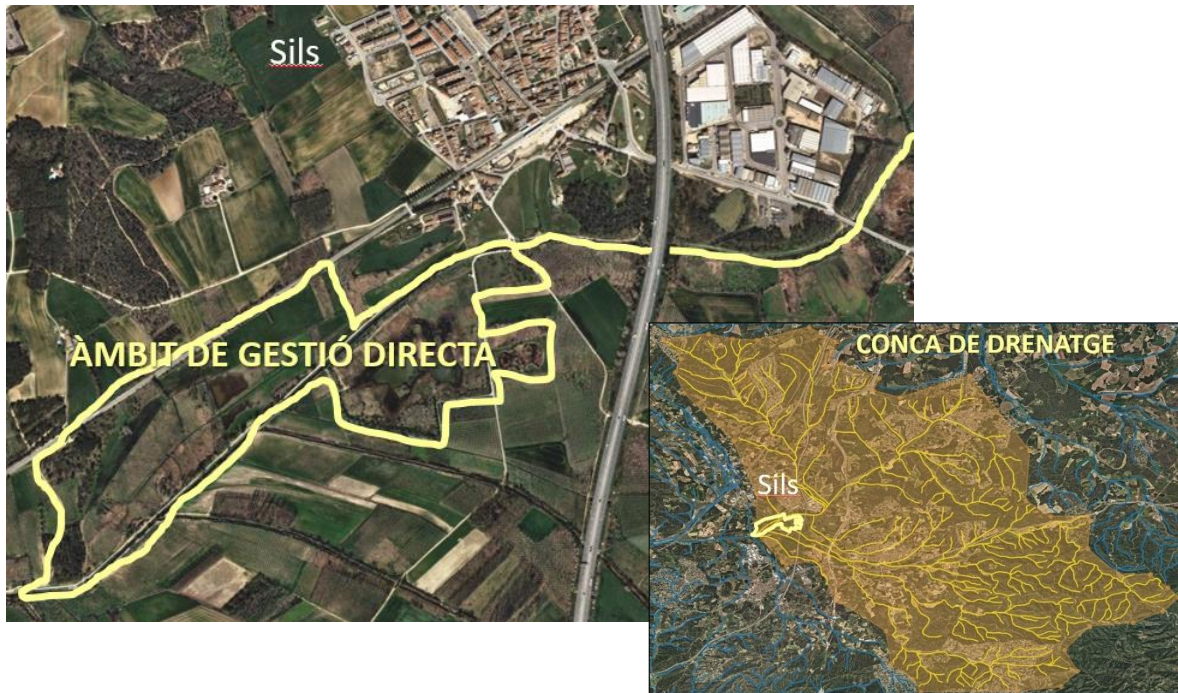 Sils
ÀMBIT DE GESTIÓ DIRECTA
CONCA DE DRENATGE
Sils